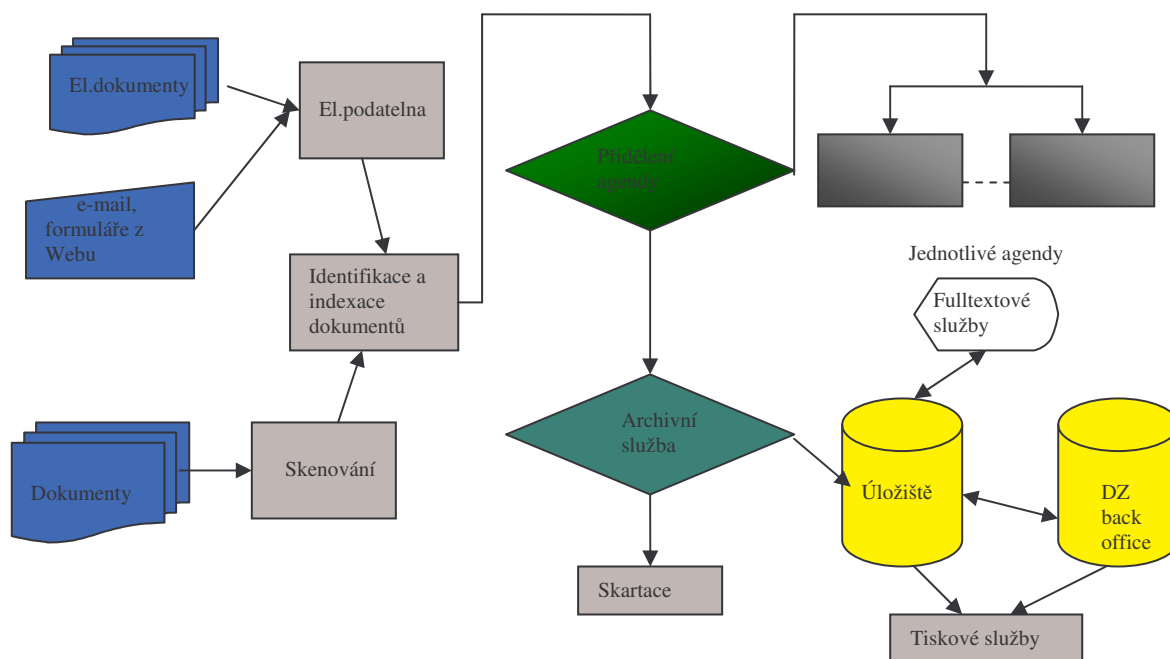 El.dokumenty
El.podatelna
e-mail,
formuláře z
Webu
Přidělení
agendy
Identifikace a
indexace
dokumentů
Jednotlivé agendy
Fulltextové
služby
Archivní
služba
Skenování
Dokumenty
Úložiště
DZ
back
office
Skartace
Tiskové služby